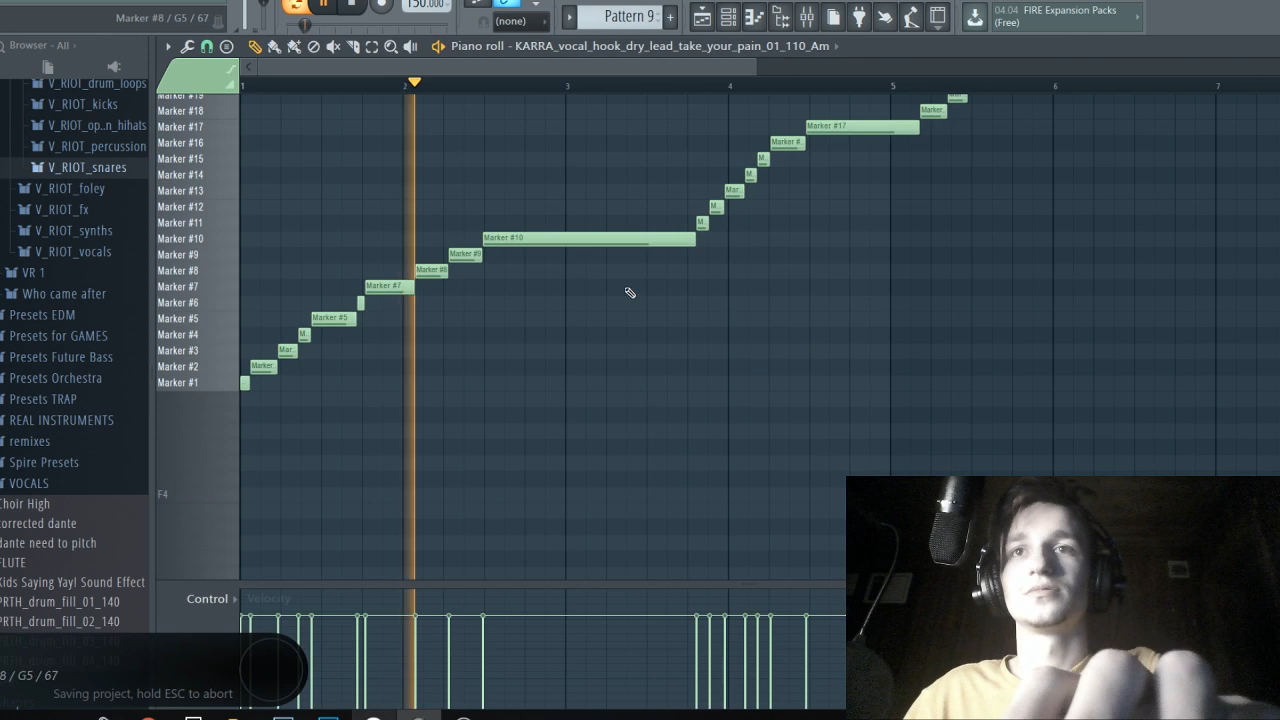 150.000
Marker #8 / G5 / 67
(none)
Pattern 9
+
04.04 FIRE Expansion Packs
(Free)
Browser - All
Piano roll - KARRA_vocal_hook_dry_lead_take_your_pain_01_110_Am
V_RIOT_drum_loops
V_RIOT_kicks
V_RIOT_op..n_hihats
V_RIOT_percussion
V_RIOT_snares
V_RIOT_foley
V_RIOT_fx
V_RIOT_synths
V_RIOT_vocals
VR 1
Who came after
Presets EDM
Presets for GAMES
Presets Future Bass
Presets Orchestra
Presets TRAP
REAL INSTRUMENTS
remixes
Spire Presets
VOCALS
Choir High
corrected dante
dante need to pitch
FLUTE
Kids Saying Yay! Sound Effect
PRTH_drum_fill_01_140
PRTH_drum_fill_02_140
8 / G5 / 67
Saving project, hold ESC to abort
1 2 3 4 5 6 7
Marker #19
Marker #18 Marker..
Marker #17 Marker #17
Marker #16 Marker #..
Marker #15 M..
Marker #14 M..
Marker #13 Mar..
Marker #12 M..
Marker #11 M..
Marker #10 Marker #10
Marker #9 Marker #9
Marker #8 Marker #8
Marker #7 Marker #7
Marker #6
Marker #5 Marker #5
Marker #4 M..
Marker #3 Mar..
Marker #2 Marker..
Marker #1
F4
Control Velocity